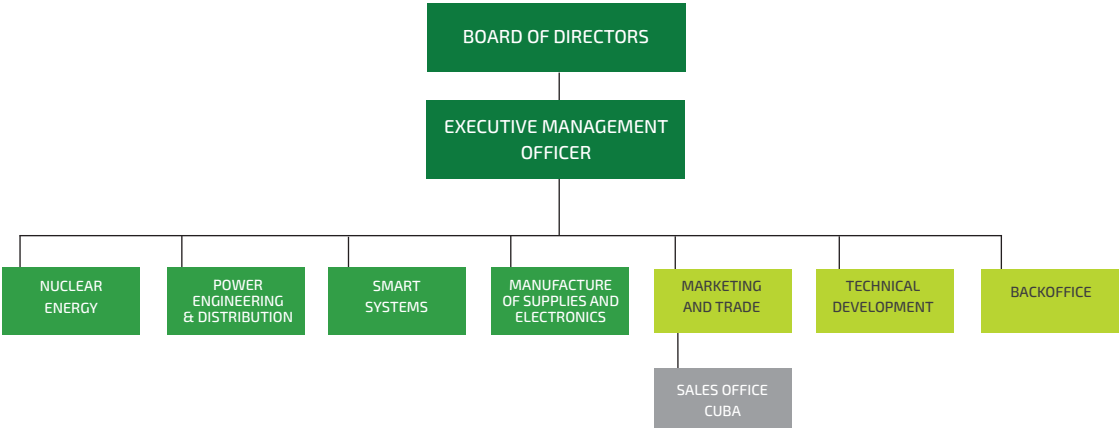 BOARD OF DIRECTORS
EXECUTIVE MANAGEMENT
OFFICER
NUCLEAR
ENERGY
POWER
ENGINEERING
& DISTRIBUTION
SMART
SYSTEMS
MANUFACTURE
OF SUPPLIES AND
ELECTRONICS
MARKETING
AND TRADE
TECHNICAL
DEVELOPMENT
BACKOFFICE
SALES OFFICE
CUBA